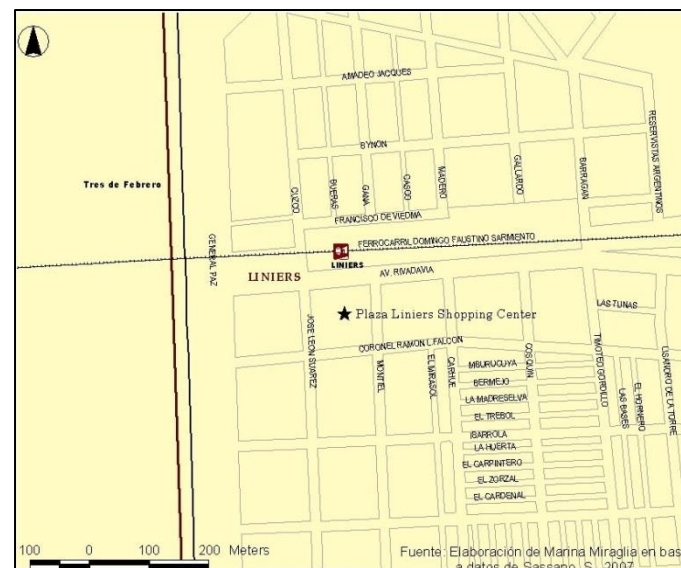 AMADEO JACQUES
BYNON
RESERVISTAS ARGENTINOS
Tres de Febrero
CUZCO
BUERAS
GANA
CASCO
MADERO
GALLARDO
BARRAGAN
FRANCISCO DE VIEDMA
GENERAL PAZ
FERROCARRIL DOMINGO FAUSTINO SARMIENTO
LINIERS
LINIERS
AV. RIVADAVIA
Plaza Liniers Shopping Center
LAS TUNAS
JOSE LEON SUAREZ
CORONEL RAMON L.FALCON
MONTIEL
EL MIRASOL
CARHUE
COSQUIN
TIMOTEO GORDILLO
LAS BASES
EL HORNERO
LISANDRO DE LA TORRE
MBURUCUYA
BERMEJO
LA MADRESELVA
EL TREBOL
IBARROLA
LA HUERTA
EL CARPINTERO
EL ZORZAL
EL CARDENAL
100 0 100 200 Meters
Fuente: Elaboración de Marina Miraglia en bas
a datos de Sassano, S., 2007